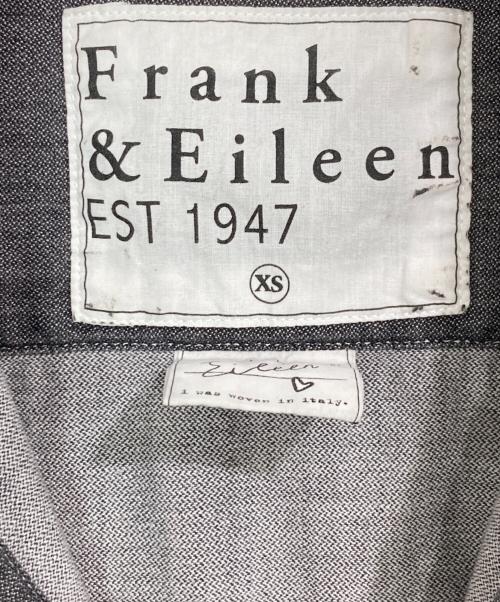 Frank
& Eileen
EST 1947
XS
Eileen
i was woven in italy.